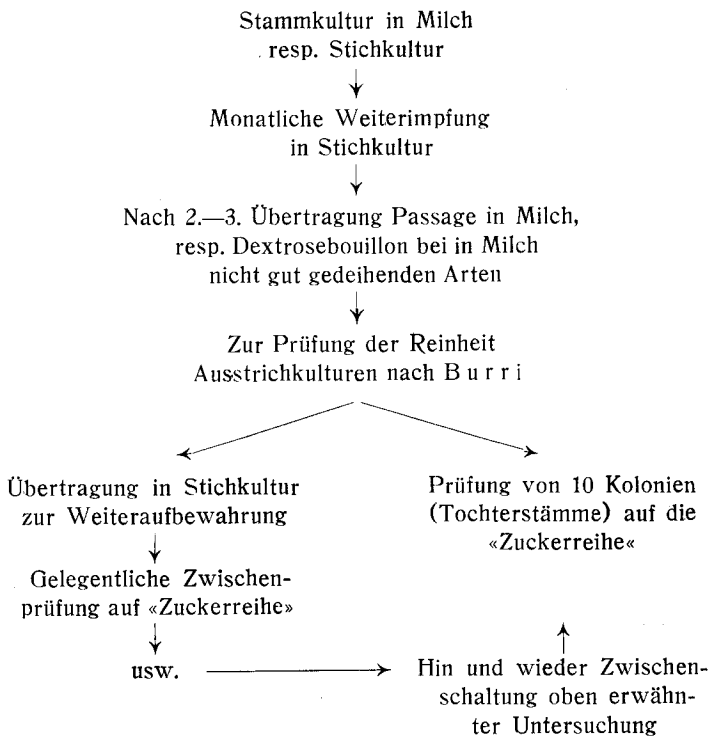 Stammkultur in Milch
resp. Stichkultur
Monatliche Weiterimpfung
in Stichkultur
Nach 2.—3. Übertragung Passage in Milch,
resp. Dextrosebouillon bei in Milch
nicht gut gedeihenden Arten
Zur Prüfung der Reinheit
Ausstrichkulturen nach B u r r i
Übertragung in Stichkultur
zur Weiteraufbewahrung
Gelegentliche Zwischen-
prüfung auf «Zuckerreihe»
usw.
Prüfung von 10 Kolonien
(Tochterstämme) auf die
«Zuckerreihe«
Hin und wieder Zwischen-
schaltung oben erwähn-
ter Untersuchung